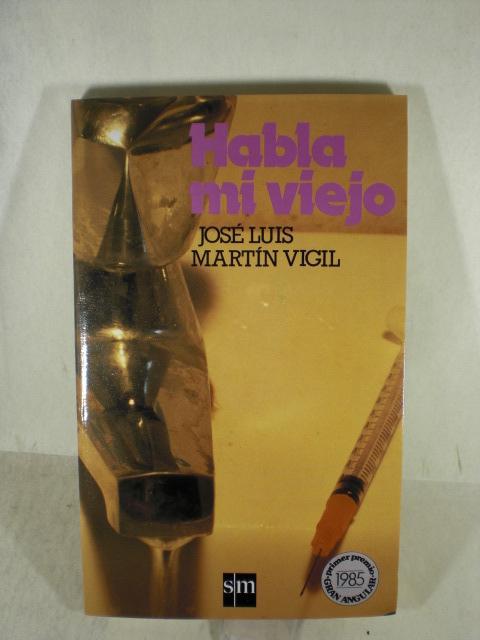 Habla
mi viejo
JOSÉ LUIS
MARTÍN VIGIL
sm
primer premio
1985
GRAN ANGULAR